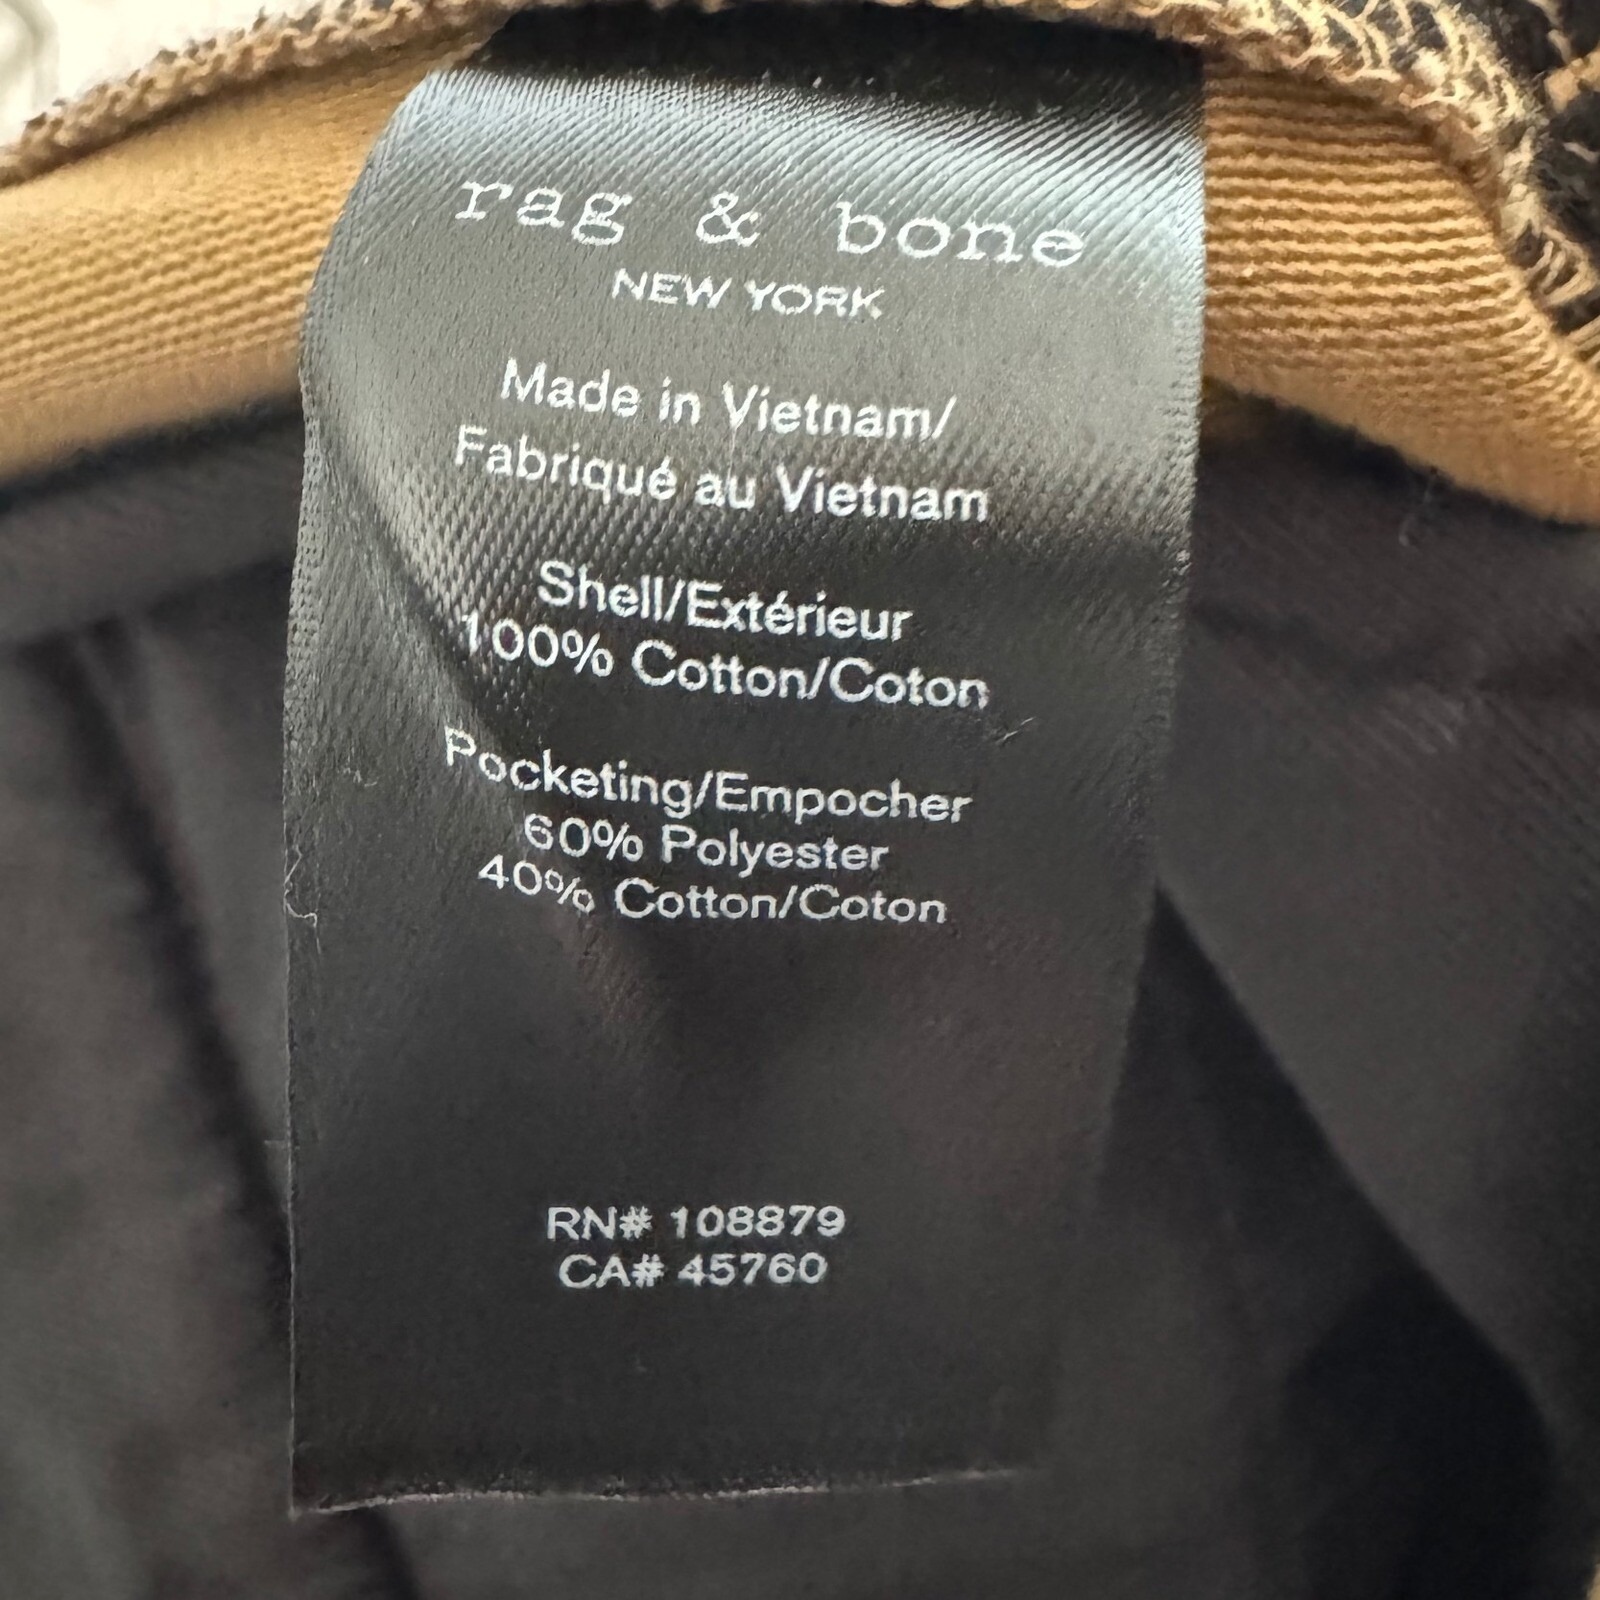 rag & bone
NEW YORK
Made in Vietnam/
Fabriqué au Vietnam
Shell/Extérieur
100% Cotton/Coton
Pocketing/Empocher
60% Polyester
40% Cotton/Coton
RN# 108879
CA# 45760